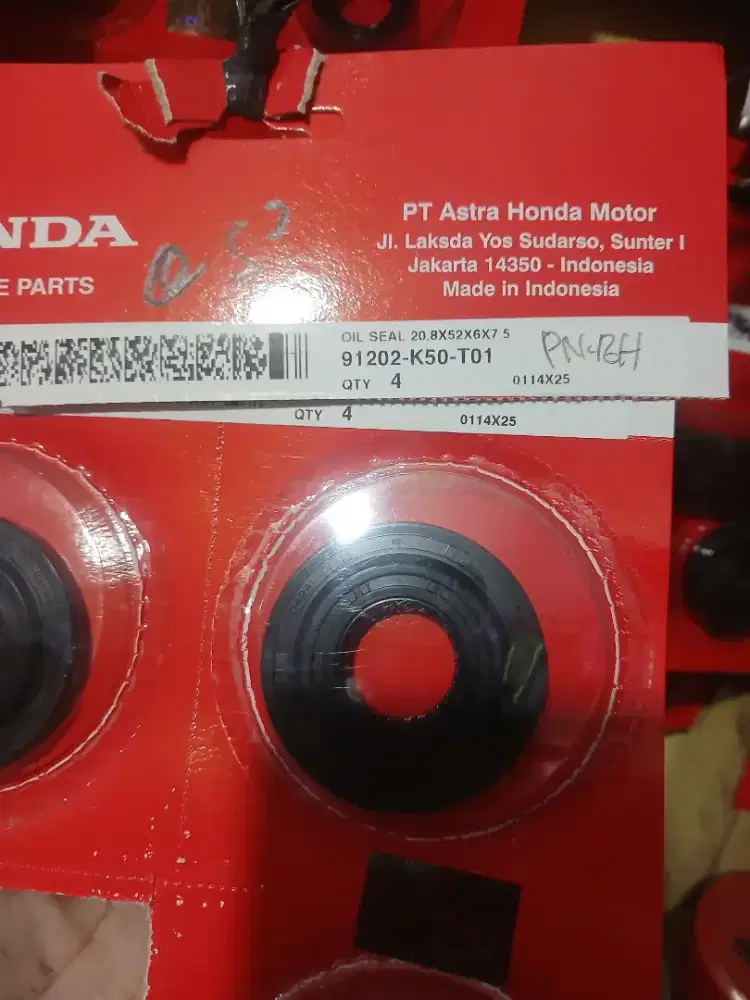 NDA
E PARTS
PT Astra Honda Motor
Jl. Laksda Yos Sudarso, Sunter I
Jakarta 14350 - Indonesia
Made in Indonesia
OIL SEAL 20,8X52X6X7 5
91202-K50-T01
QTY 4
0114X25
QTY 4
0114X25